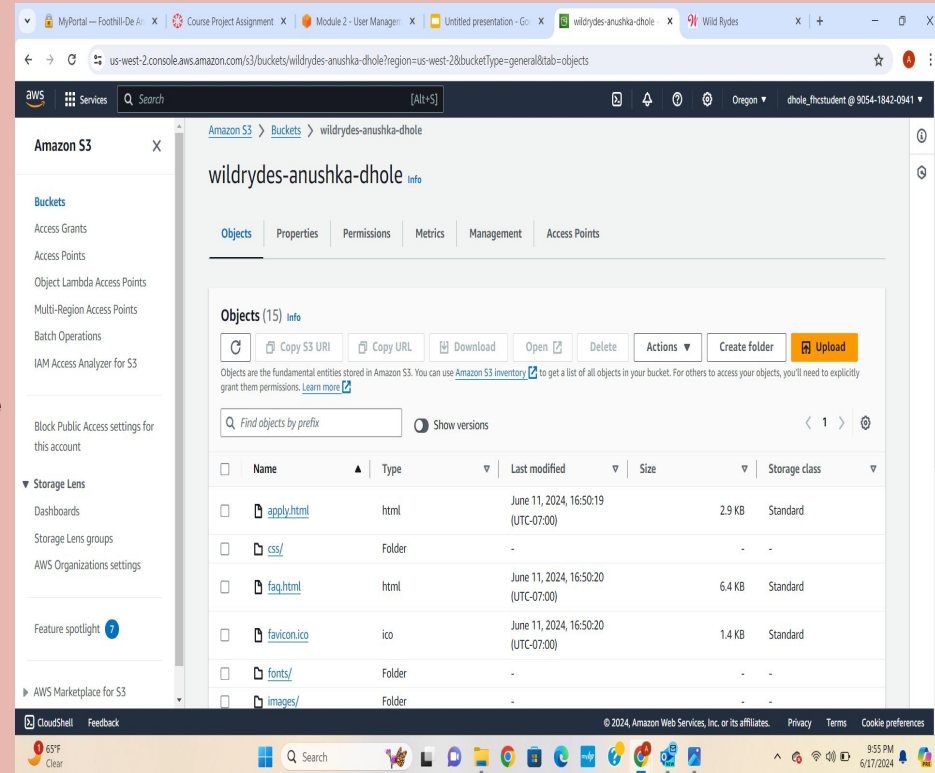 MyPortal — Foothill-De An
Course Project Assignment
Module 2 - User Managem
Untitled presentation - Goo
wildrydes-anushka-dhole -
Wild Rydes
us-west-2.console.aws.amazon.com/s3/buckets/wildrydes-anushka-dhole?region=us-west-2&bucketType=general&tab=objects
A
aws Services Search [Alt+S] Oregon ▼ dhole_fhcstudent @ 9054-1842-0941 ▼
Amazon S3 X
Buckets
Access Grants
Access Points
Object Lambda Access Points
Multi-Region Access Points
Batch Operations
IAM Access Analyzer for S3
Block Public Access settings for
this account
▼ Storage Lens
Dashboards
Storage Lens groups
AWS Organizations settings
Feature spotlight 7
AWS Marketplace for S3
Amazon S3 > Buckets > wildrydes-anushka-dhole
wildrydes-anushka-dhole Info
Objects Properties Permissions Metrics Management Access Points
Objects (15) Info
Copy S3 URI Copy URL Download Open Delete Actions ▼ Create folder Upload
Objects are the fundamental entities stored in Amazon S3. You can use Amazon S3 inventory to get a list of all objects in your bucket. For others to access your objects, you'll need to explicitly
grant them permissions. Learn more
Find objects by prefix Show versions < 1 >
Name Type Last modified Size Storage class
apply.html html June 11, 2024, 16:50:19 (UTC-07:00) 2.9 KB Standard
css/ Folder - - -
faq.html html June 11, 2024, 16:50:20 (UTC-07:00) 6.4 KB Standard
favicon.ico ico June 11, 2024, 16:50:20 (UTC-07:00) 1.4 KB Standard
fonts/ Folder - - -
images/ Folder - - -
CloudShell Feedback © 2024, Amazon Web Services, Inc. or its affiliates. Privacy Terms Cookie preferences
1 65°F
Clear
Search
9:55 PM
6/17/2024